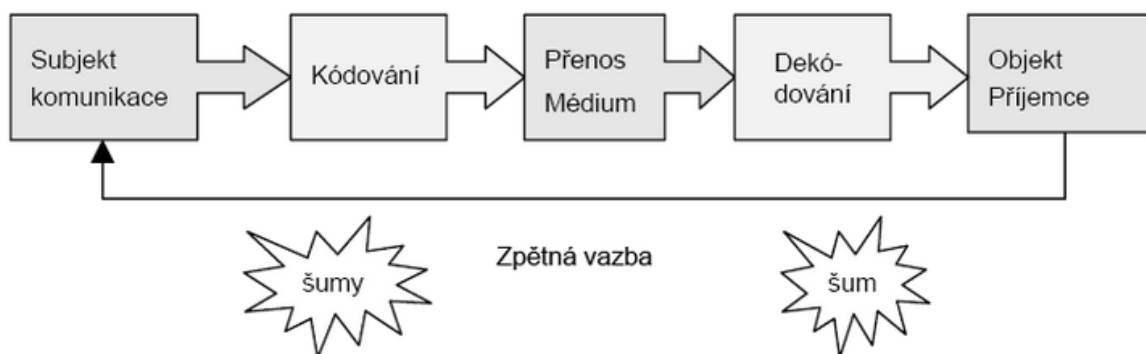 Subjekt
komunikace
Kódování
Přenos
Médium
Dekó-
dování
Objekt
Příjemce
Zpětná vazba
šumy
šum